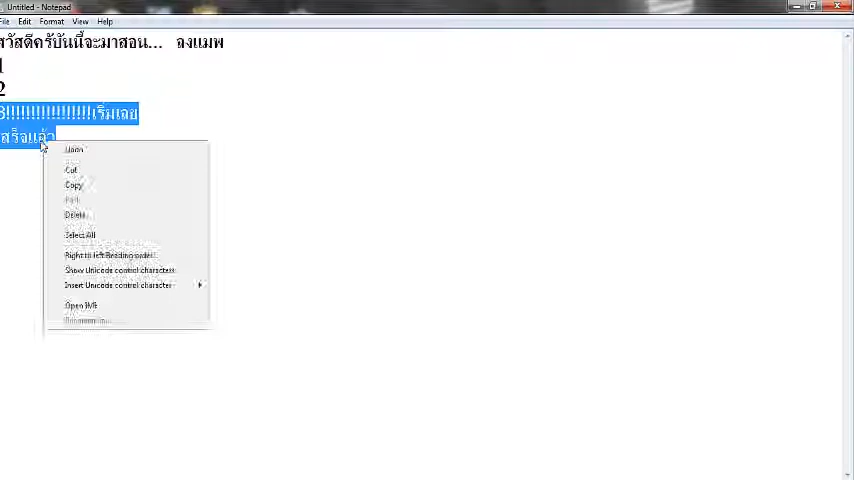 Untitled - Notepad
File Edit Format View Help
สวัสดีครับันนี้จะมาสอน... ลงแมพ
1
2
3!!!!!!!!!!!!!!!!!เริ่มเลย
เสร็จแล้ว
Cut
Copy
Delete
Select All
Right to left Reading order
Show Unicode control characters
Insert Unicode control character
Open IME